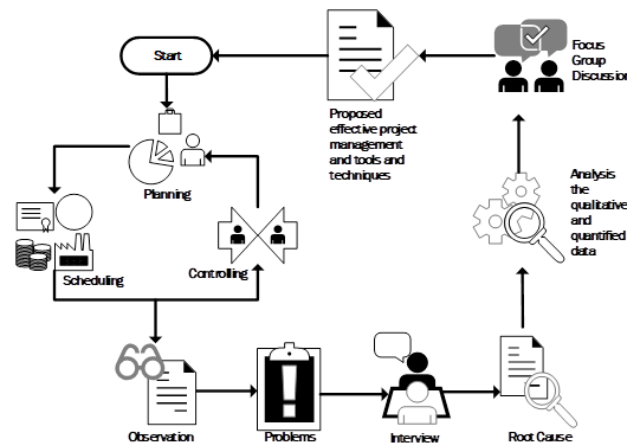 Start
Proposed
effective project
management
and tools and
techniques
Focus
Group
Discussion
Planning
Scheduling
Controlling
Analysis
the
qualitative
and
quantified
data
Observation
Problems
Interview
Root Cause